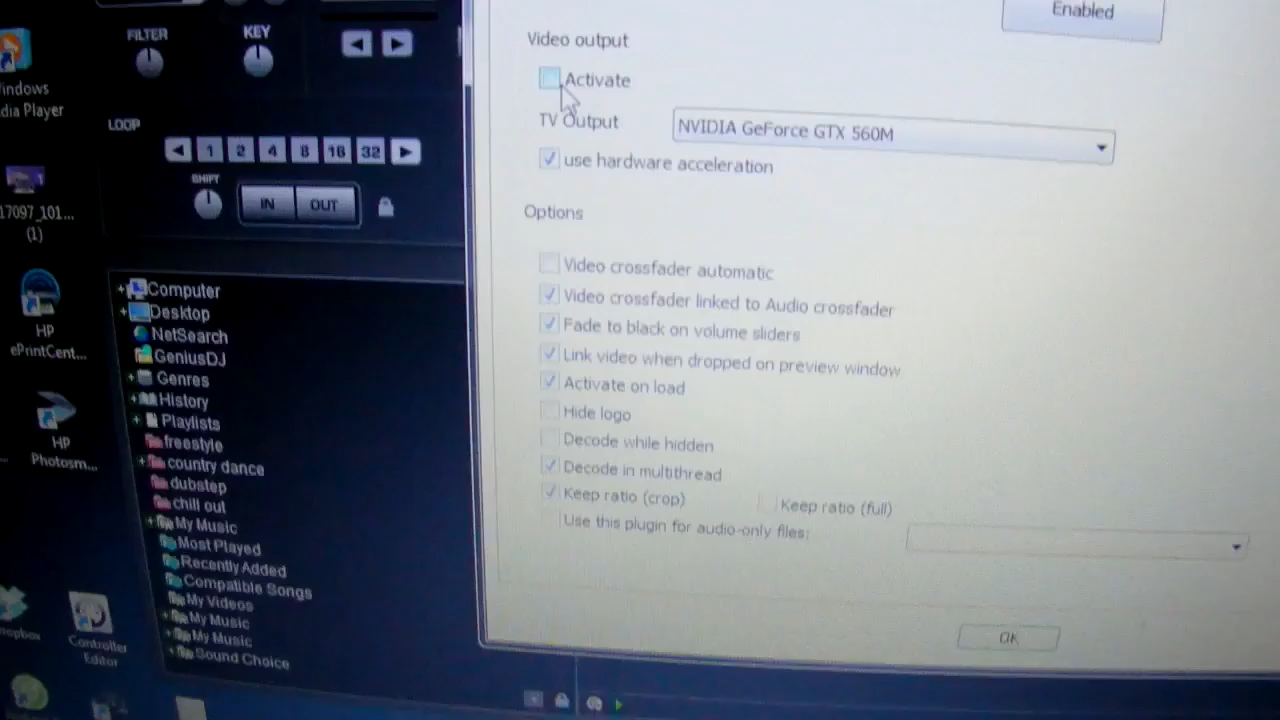 Windows
dia Player
17097_101...
(1)
HP
ePrintCent...
HP
Photosm...
Controller
Editor
FILTER
KEY
LOOP
1 2 4 8 16 32
SHIFT
IN OUT
Computer
Desktop
NetSearch
GeniusDJ
Genres
History
Playlists
freestyle
country dance
dubstep
chill out
My Music
Most Played
Recently Added
Compatible Songs
My Videos
My Music
My Music
Sound Choice
Enabled
Video output
Activate
TV Output
NVIDIA GeForce GTX 560M
use hardware acceleration
Options
Video crossfader automatic
Video crossfader linked to Audio crossfader
Fade to black on volume sliders
Link video when dropped on preview window
Activate on load
Hide logo
Decode while hidden
Decode in multithread
Keep ratio (crop) Keep ratio (full)
Use this plugin for audio-only files:
OK